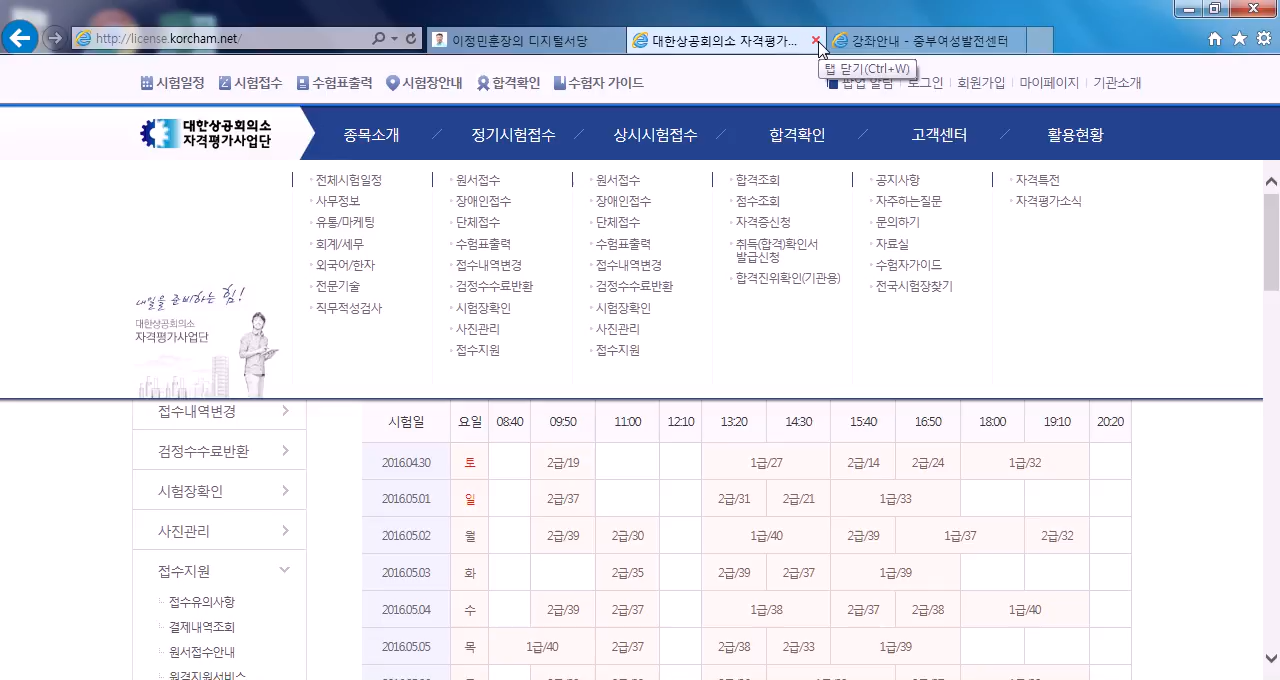 http://license.korcham.net/
이정민훈장의 디지털서당
대한상공회의소 자격평가...
강좌안내 - 중부여성발전센터
탭 닫기(Ctrl+W)
시험일정 시험접수 수험표출력 시험장안내 합격확인 수험자 가이드
팝업 알림 로그인 회원가입 마이페이지 기관소개
대한상공회의소
자격평가사업단
종목소개 정기시험접수 상시시험접수 합격확인 고객센터 활용현황
전체시험일정
사무정보
유통/마케팅
회계/세무
외국어/한자
전문기술
직무적성검사
원서접수
장애인접수
단체접수
수험표출력
접수내역변경
검정수수료반환
시험장확인
사진관리
접수지원
원서접수
장애인접수
단체접수
수험표출력
접수내역변경
검정수수료반환
시험장확인
사진관리
접수지원
합격조회
점수조회
자격증신청
취득(합격)확인서
발급신청
합격진위확인(기관용)
공지사항
자주하는질문
문의하기
자료실
수험자가이드
전국시험장찾기
자격특전
자격평가소식
내일을 준비하는 힘!
대한상공회의소
자격평가사업단
접수내역변경
검정수수료반환
시험장확인
사진관리
접수지원
접수유의사항
결제내역조회
원서접수안내
원격지원서비스
시험일 요일 08:40 09:50 11:00 12:10 13:20 14:30 15:40 16:50 18:00 19:10 20:20
2016.04.30 토 2급/19 1급/27 2급/14 2급/24 1급/32
2016.05.01 일 2급/37 2급/31 2급/21 1급/33
2016.05.02 월 2급/39 2급/30 1급/40 2급/39 1급/37 2급/32
2016.05.03 화 2급/35 2급/39 2급/37 1급/39
2016.05.04 수 2급/39 2급/37 1급/38 2급/37 2급/38 1급/40
2016.05.05 목 1급/40 2급/37 2급/38 2급/33 1급/39